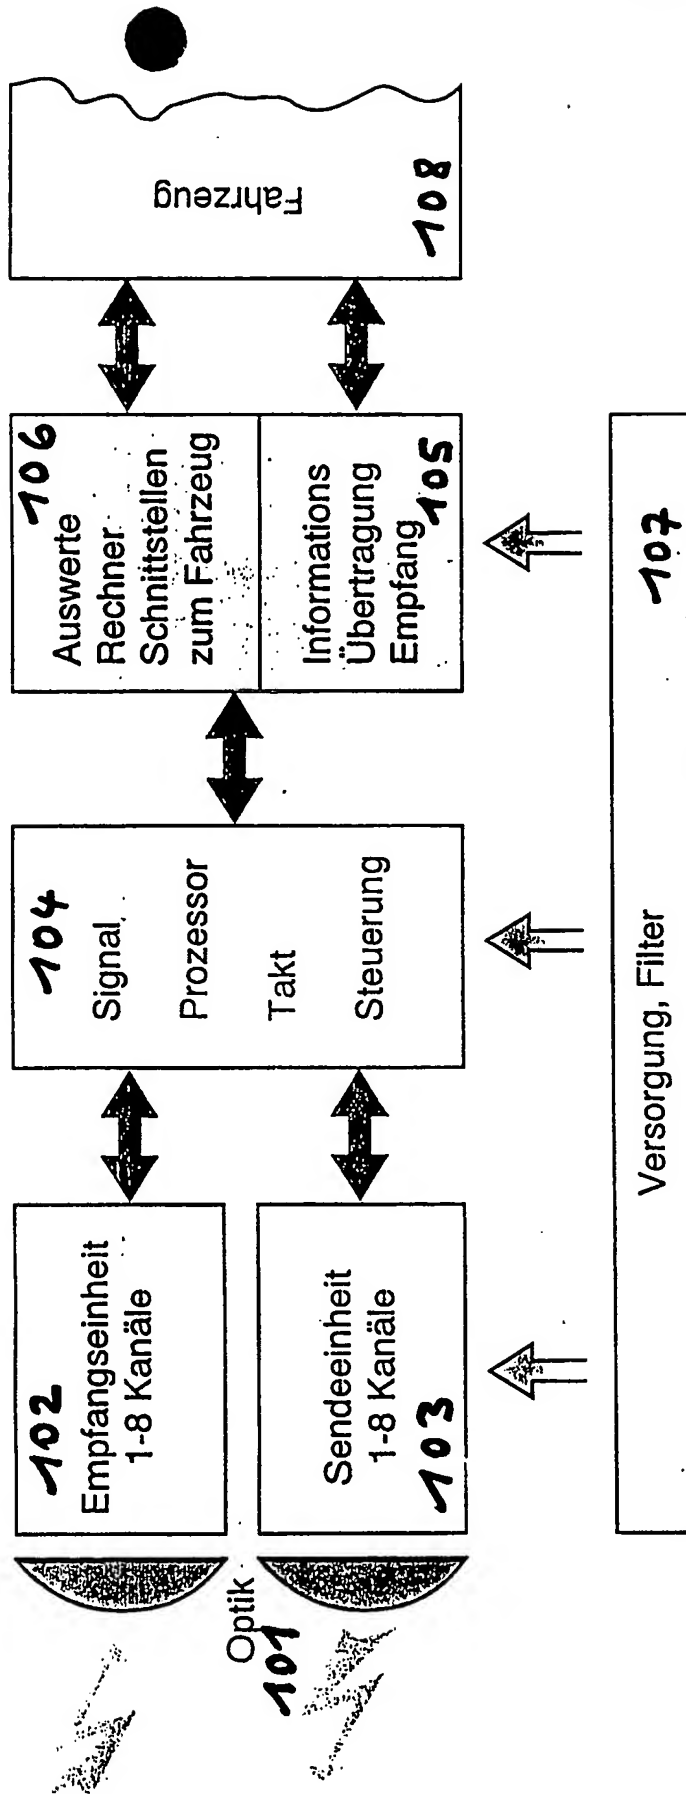 102
Empfangseinheit
1-8 Kanäle
Optik
101
Sendeeinheit
1-8 Kanäle
103
104
Signal
Prozessor
Takt
Steuerung
106
Auswerte
Rechner
Schnittstellen
zum Fahrzeug
Informations
Übertragung
Empfang
105
Fahrzeug
108
Versorgung, Filter
107